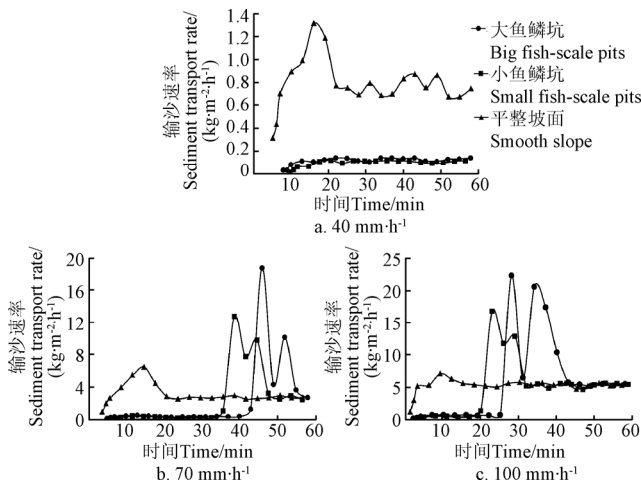 输沙速率
Sediment transport rate/
(kg·m⁻²·h⁻¹)
1.4
1.2
1.0
0.8
0.6
0.4
0.2
0
10 20 30 40 50 60
时间Time/min
a. 40 mm·h⁻¹
大鱼鳞坑
Big fish-scale pits
小鱼鳞坑
Small fish-scale pits
平整坡面
Smooth slope
输沙速率
Sediment transport rate/
(kg·m⁻²·h⁻¹)
20
16
12
8
4
0
10 20 30 40 50 60
时间Time/min
b. 70 mm·h⁻¹
输沙速率
Sediment transport rate/
(kg·m⁻²·h⁻¹)
25
20
15
10
5
0
10 20 30 40 50 60
时间Time/min
c. 100 mm·h⁻¹